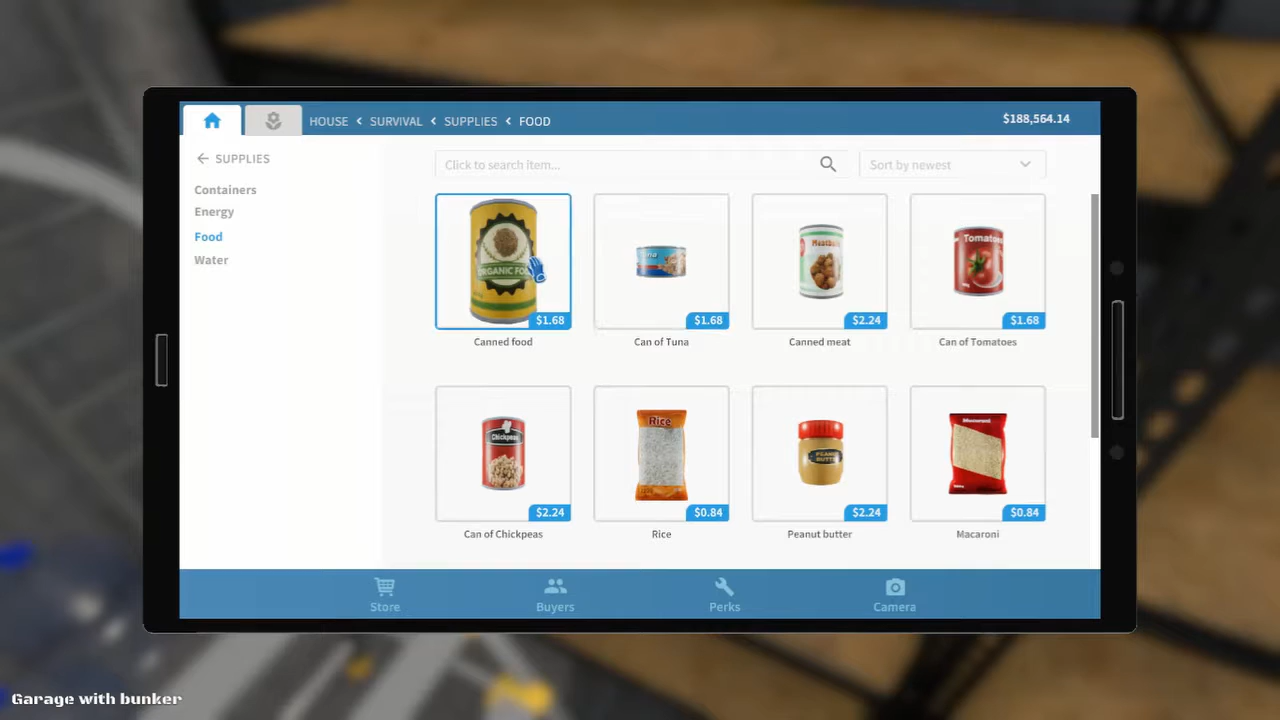 HOUSE < SURVIVAL < SUPPLIES < FOOD
$188,564.14
SUPPLIES
Containers
Energy
Food
Water
Click to search item...
Sort by newest
ORGANIC FOO
$1.68
Canned food
$1.68
Can of Tuna
$2.24
Canned meat
Tomatoes
$1.68
Can of Tomatoes
Chickpeas
$2.24
Can of Chickpeas
Rice
$0.84
Rice
PEANUT BUTTER
$2.24
Peanut butter
Macaroni
$0.84
Macaroni
Store
Buyers
Perks
Camera
Garage with bunker